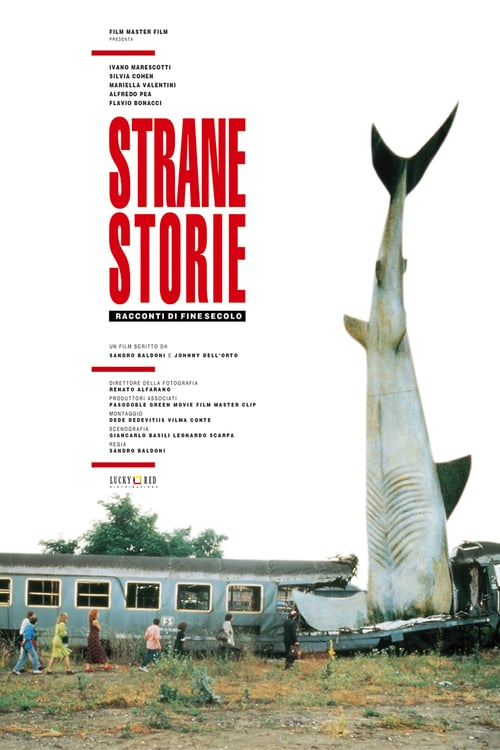 FILM MASTER FILM
PRESENTA
IVANO MARESCOTTI
SILVIA COHEN
MARIELLA VALENTINI
ALFREDO PEA
FLAVIO BONACCI
STRANE
STORIE
RACCONTI DI FINE SECOLO
UN FILM SCRITTO DA
SANDRO BALDONI E JOHNNY DELL'ORTO
DIRETTORE DELLA FOTOGRAFIA
RENATO ALFARANO
PRODUTTORI ASSOCIATI
PASODOBLE GREEN MOVIE FILM MASTER CLIP
MONTAGGIO
DEDE DEDEVITIIS VILMA CONTE
SCENOGRAFIA
GIANCARLO BASILI LEONARDO SCARPA
REGIA
SANDRO BALDONI
LUCKY RED
DISTRIBUZIONE
FS